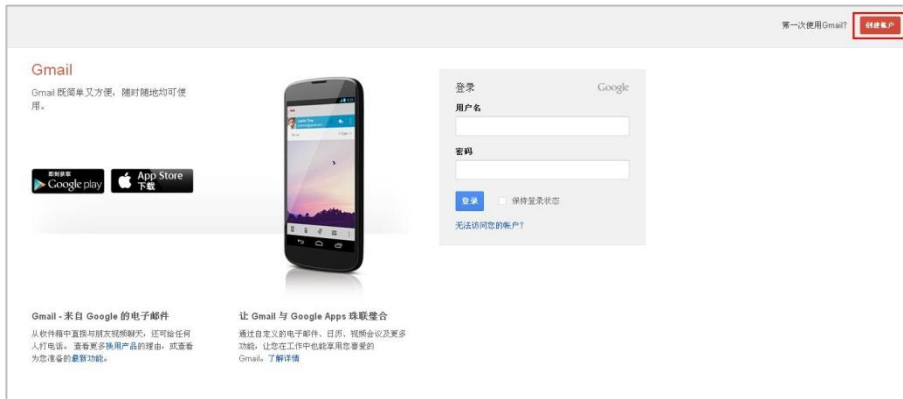 第一次使用Gmail? 创建账户
Gmail
Gmail 既简单又方便，随时随地均可使
用。
即刻获取
Google play
App Store
下载
登录 Google
用户名
密码
登录 保持登录状态
无法访问您的帐户？
Gmail - 来自 Google 的电子邮件
从收件箱中直接与朋友视频聊天，还可给任何
人打电话。 查看更多换用产品的理由，或查看
为您准备的最新功能。
让 Gmail 与 Google Apps 珠联璧合
通过自定义的电子邮件、日历、视频会议及更多
功能，让您在工作中也能享用您喜爱的
Gmail。了解详情